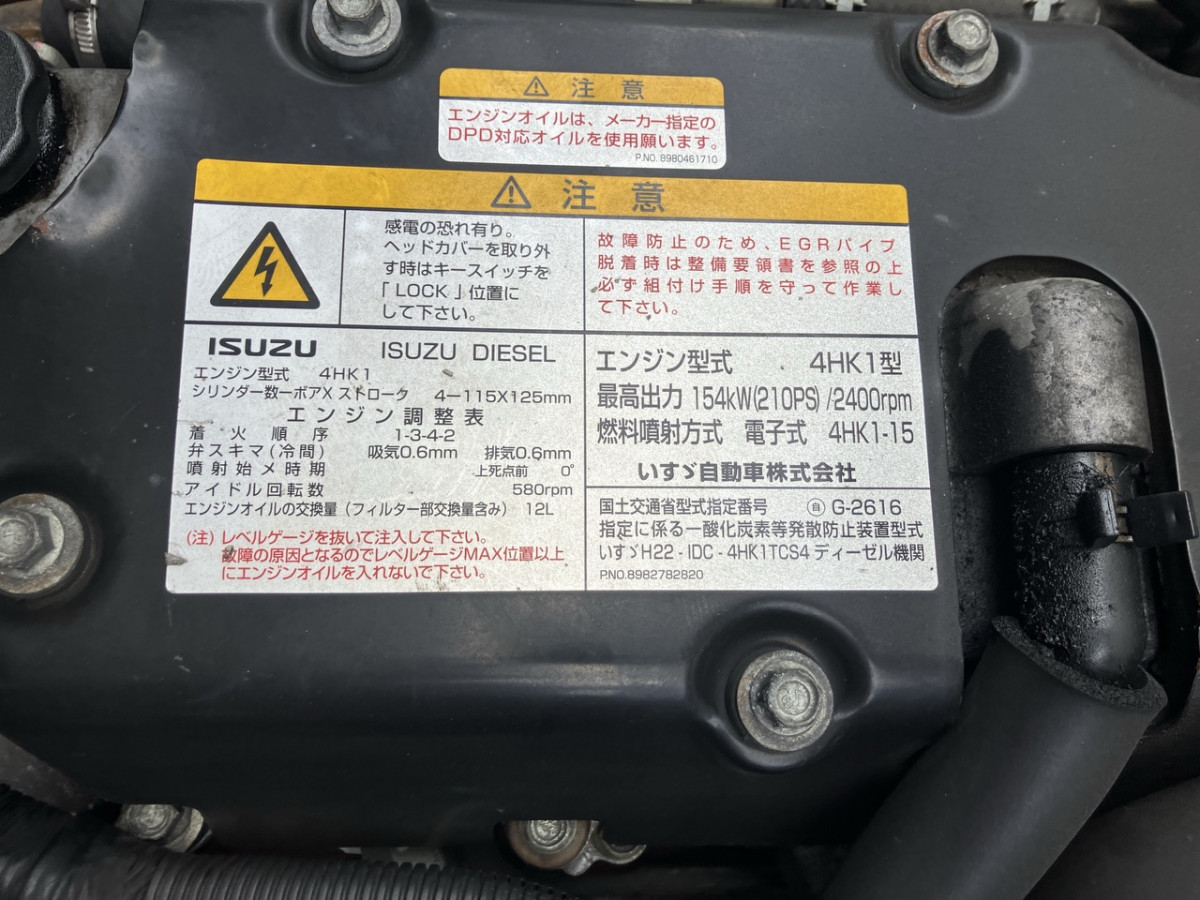 ⚠ 注意
エンジンオイルは、メーカー指定の
DPD対応オイルを使用願います。
P.NO. 8980461710
⚠ 注意
感電の恐れ有り。
ヘッドカバーを取り外
す時はキースイッチを
「LOCK」位置に
して下さい。
故障防止のため、EGRパイプ
脱着時は整備要領書を参照の上
必ず組付け手順を守って作業し
て下さい。
ISUZU ISUZU DIESEL
エンジン型式 4HK1
シリンダー数ーボアX ストローク 4ー115X125mm
エンジン調整表
着火順序 1-3-4-2
弁スキマ(冷間) 吸気0.6mm 排気0.6mm
噴射始メ時期 上死点前 0°
アイドル回転数 580rpm
エンジンオイルの交換量(フィルター部交換量含み) 12L
(注) レベルゲージを抜いて注入して下さい。
故障の原因となるのでレベルゲージMAX位置以上
にエンジンオイルを入れないで下さい。
エンジン型式 4HK1型
最高出力 154kW(210PS)/2400rpm
燃料噴射方式 電子式 4HK1-15
いすゞ自動車株式会社
国土交通省型式指定番号 ㊂自 G-2616
指定に係る一酸化炭素等発散防止装置型式
いすゞH22-IDC-4HK1TCS4 ディーゼル機関
P.NO.8982782820